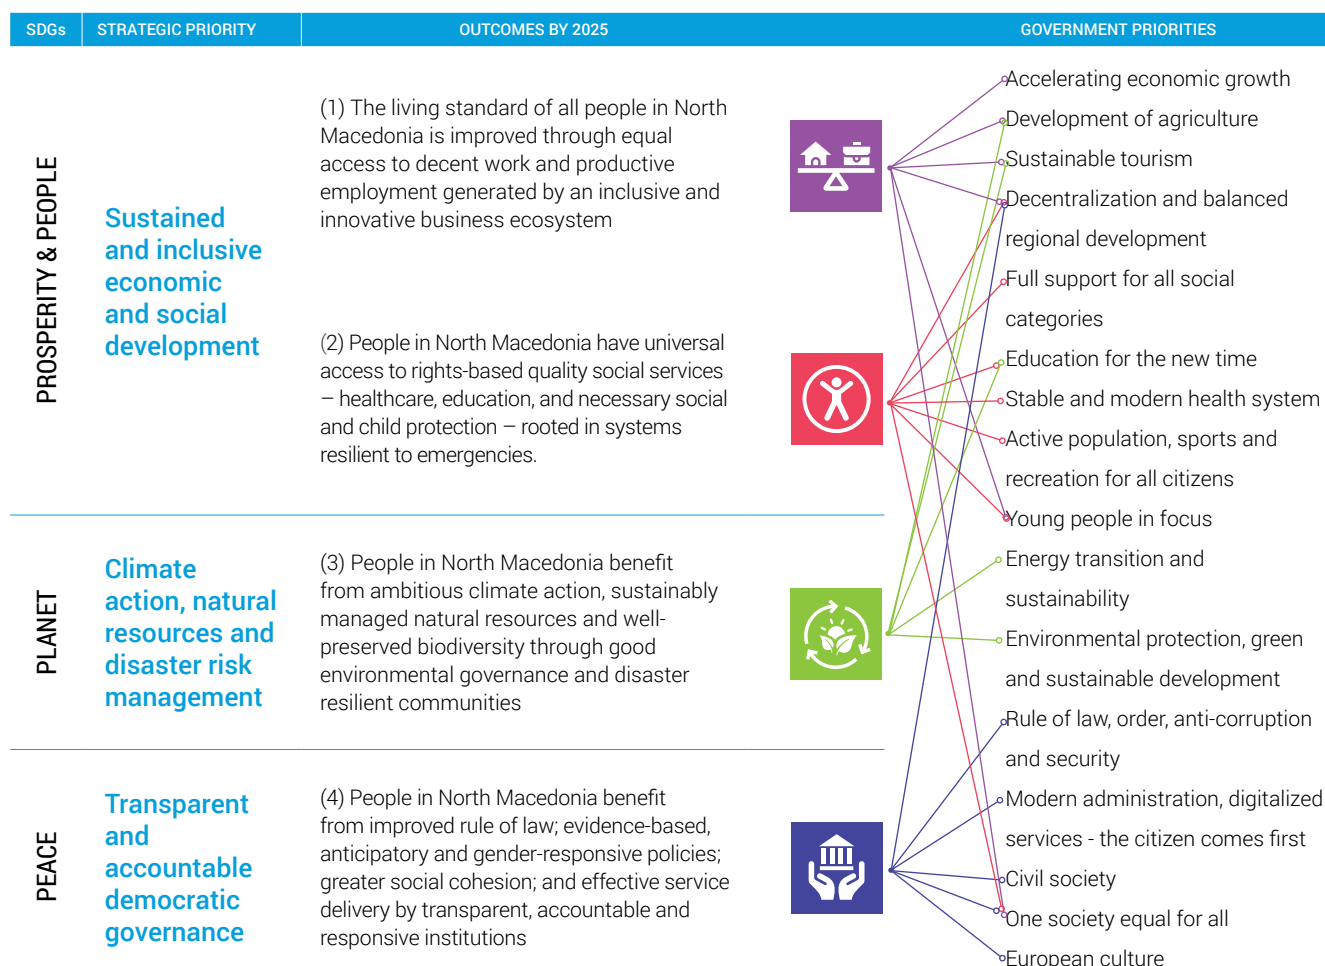 SDGs
STRATEGIC PRIORITY
OUTCOMES BY 2025
GOVERNMENT PRIORITIES
PROSPERITY & PEOPLE
Sustained
and inclusive
economic
and social
development
(1) The living standard of all people in North
Macedonia is improved through equal
access to decent work and productive
employment generated by an inclusive and
innovative business ecosystem
(2) People in North Macedonia have universal
access to rights-based quality social services
– healthcare, education, and necessary social
and child protection – rooted in systems
resilient to emergencies.
PLANET
Climate
action, natural
resources and
disaster risk
management
(3) People in North Macedonia benefit
from ambitious climate action, sustainably
managed natural resources and well-
preserved biodiversity through good
environmental governance and disaster
resilient communities
PEACE
Transparent
and
accountable
democratic
governance
(4) People in North Macedonia benefit
from improved rule of law; evidence-based,
anticipatory and gender-responsive policies;
greater social cohesion; and effective service
delivery by transparent, accountable and
responsive institutions
Accelerating economic growth
Development of agriculture
Sustainable tourism
Decentralization and balanced
regional development
Full support for all social
categories
Education for the new time
Stable and modern health system
Active population, sports and
recreation for all citizens
Young people in focus
Energy transition and
sustainability
Environmental protection, green
and sustainable development
Rule of law, order, anti-corruption
and security
Modern administration, digitalized
services - the citizen comes first
Civil society
One society equal for all
European culture